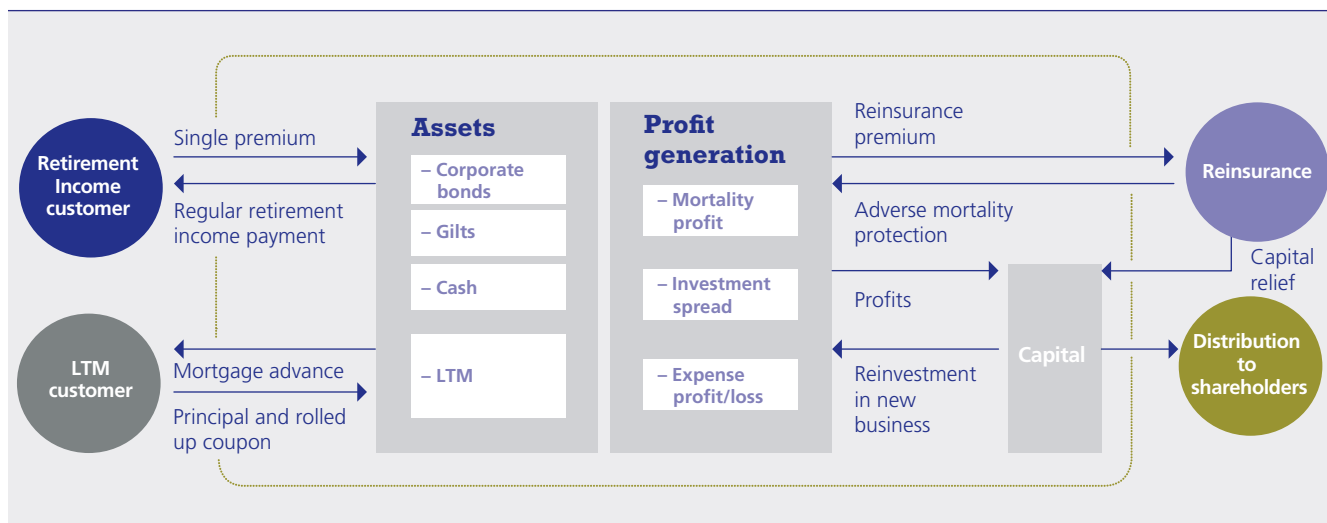 Retirement
Income
customer
Single premium
Regular retirement
income payment
LTM
customer
Mortgage advance
Principal and rolled
up coupon
Assets
– Corporate
bonds
– Gilts
– Cash
– LTM
Profit
generation
– Mortality
profit
– Investment
spread
– Expense
profit/loss
Reinsurance
premium
Adverse mortality
protection
Profits
Reinvestment
in new
business
Capital
Reinsurance
Capital
relief
Distribution
to
shareholders